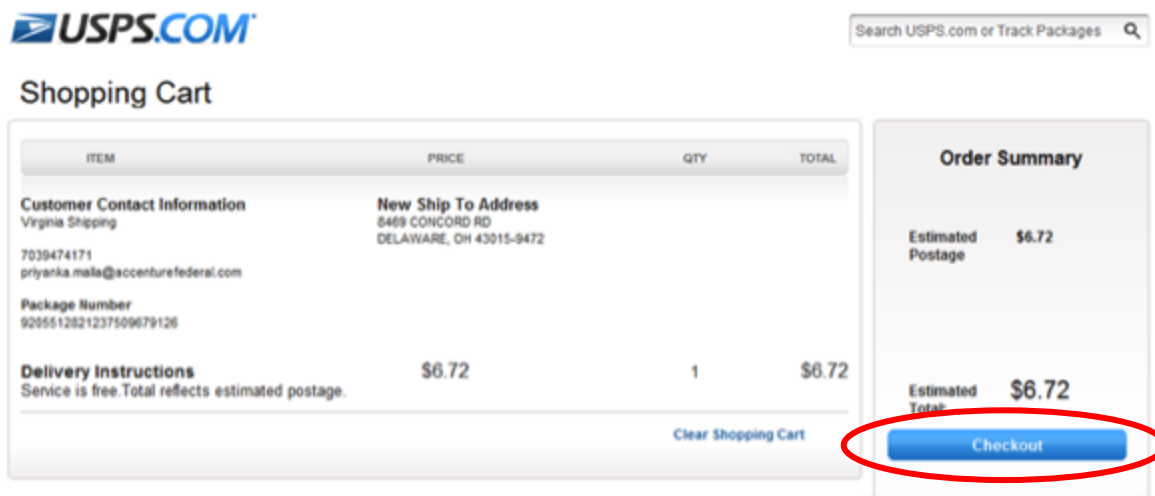 USPS.COM
Search USPS.com or Track Packages
Shopping Cart
ITEM PRICE QTY TOTAL
Customer Contact Information
Virginia Shipping
7039474171
priyanka.malla@accenturefederal.com
Package Number
9205512821237509679126
New Ship To Address
8469 CONCORD RD
DELAWARE, OH 43015-9472
Delivery Instructions $6.72 1 $6.72
Service is free.Total reflects estimated postage.
Clear Shopping Cart
Order Summary
Estimated $6.72
Postage
Estimated $6.72
Total:
Checkout